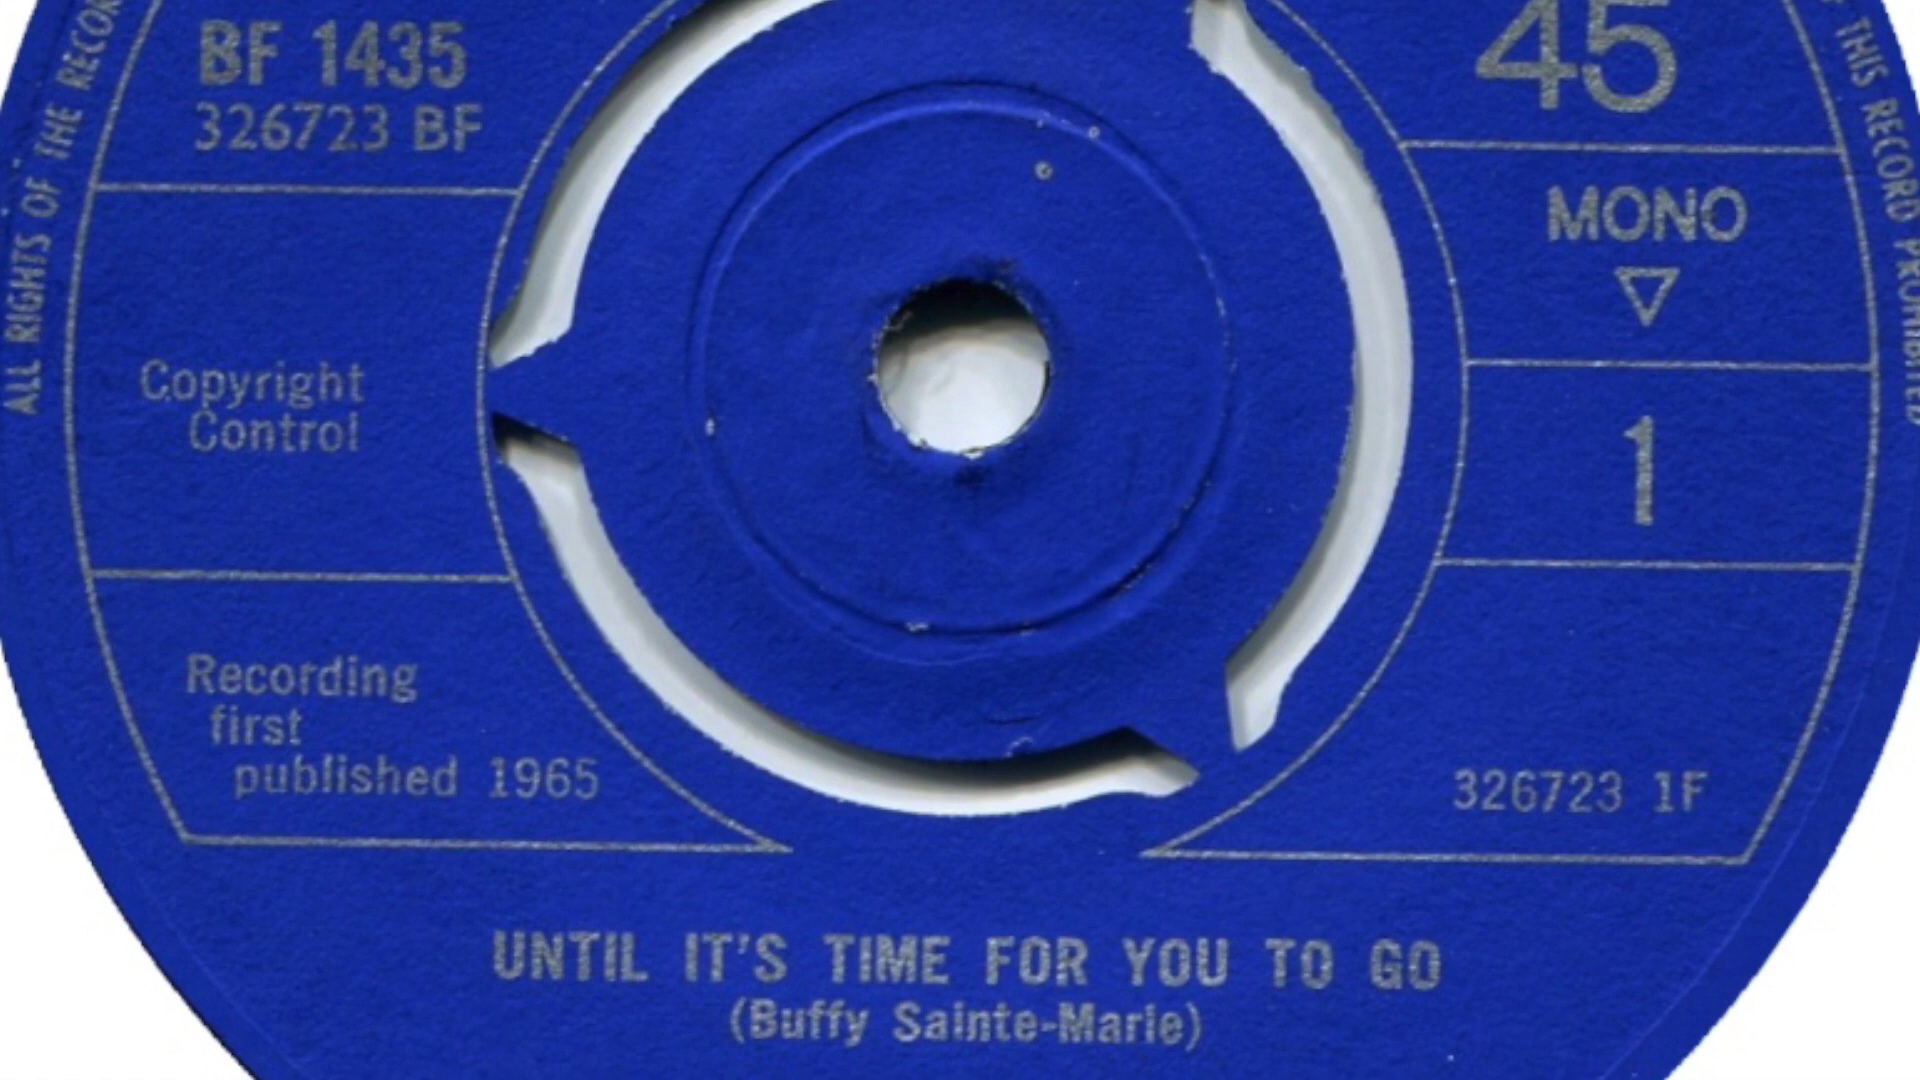 BF 1435
326723 BF
45
MONO
1
Copyright
Control
Recording
first
published 1965
326723 1F
UNTIL IT'S TIME FOR YOU TO GO
(Buffy Sainte-Marie)
ALL RIGHTS OF THE
THIS RECORD PROHIBITED